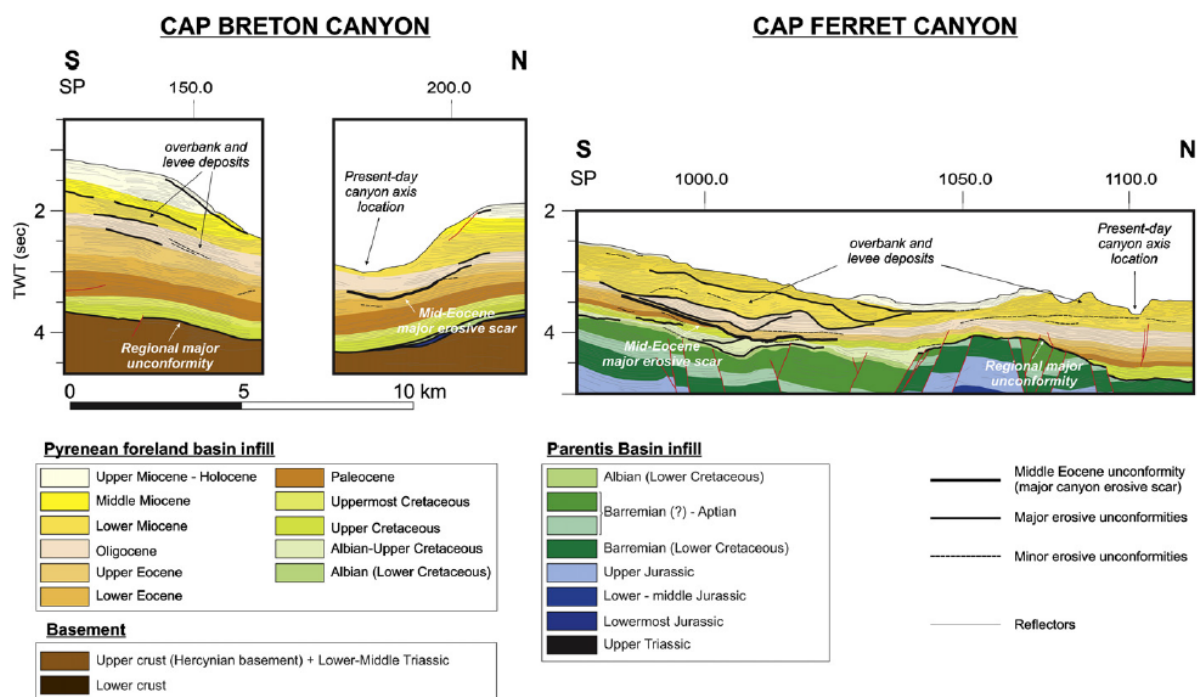 CAP BRETON CANYON
CAP FERRET CANYON
S
N
SP
150.0
200.0
overbank and
levee deposits
Present-day
canyon axis
location
2
4
TWT (sec)
Mid-Eocene
major erosive scar
Regional major
unconformity
0
5
10 km
S
N
SP
1000.0
1050.0
1100.0
2
4
overbank and
levee deposits
Present-day
canyon axis
location
Mid-Eocene
major erosive scar
Regional major
unconformity
Pyrenean foreland basin infill
Upper Miocene - Holocene
Middle Miocene
Lower Miocene
Oligocene
Upper Eocene
Lower Eocene
Paleocene
Uppermost Cretaceous
Upper Cretaceous
Albian-Upper Cretaceous
Albian (Lower Cretaceous)
Basement
Upper crust (Hercynian basement) + Lower-Middle Triassic
Lower crust
Parentis Basin infill
Albian (Lower Cretaceous)
Barremian (?) - Aptian
Barremian (Lower Cretaceous)
Upper Jurassic
Lower - middle Jurassic
Lowermost Jurassic
Upper Triassic
Middle Eocene unconformity
(major canyon erosive scar)
Major erosive unconformities
Minor erosive unconformities
Reflectors